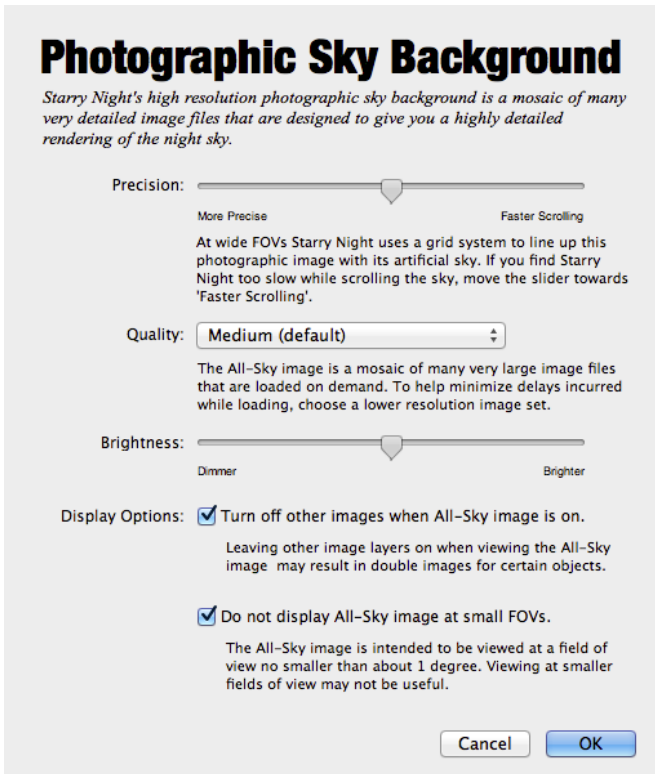 Photographic Sky Background
Starry Night's high resolution photographic sky background is a mosaic of many
very detailed image files that are designed to give you a highly detailed
rendering of the night sky.
Precision:
More Precise Faster Scrolling
At wide FOVs Starry Night uses a grid system to line up this
photographic image with its artificial sky. If you find Starry
Night too slow while scrolling the sky, move the slider towards
'Faster Scrolling'.
Quality: Medium (default)
The All-Sky image is a mosaic of many very large image files
that are loaded on demand. To help minimize delays incurred
while loading, choose a lower resolution image set.
Brightness:
Dimmer Brighter
Display Options: Turn off other images when All-Sky image is on.
Leaving other image layers on when viewing the All-Sky
image may result in double images for certain objects.
Do not display All-Sky image at small FOVs.
The All-Sky image is intended to be viewed at a field of
view no smaller than about 1 degree. Viewing at smaller
fields of view may not be useful.
Cancel OK